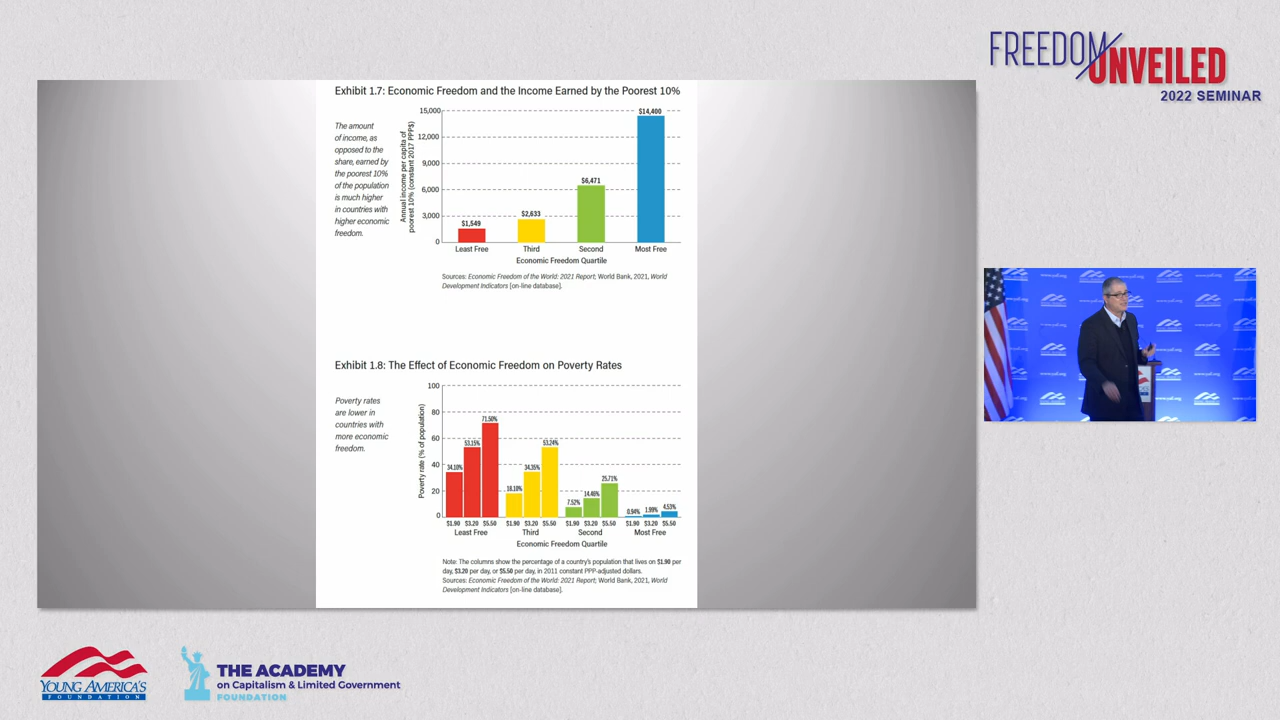 FREEDOM
UNVEILED
2022 SEMINAR
Exhibit 1.7: Economic Freedom and the Income Earned by the Poorest 10%
The amount
of income, as
opposed to the
share, earned by
the poorest 10%
of the population
is much higher
in countries with
higher economic
freedom.
Annual income per capita of
poorest 10% (constant 2017 PPP$)
15,000
12,000
9,000
6,000
3,000
0
$1,549
$2,633
$6,471
$14,400
Least Free Third Second Most Free
Economic Freedom Quartile
Sources: Economic Freedom of the World: 2021 Report; World Bank, 2021, World
Development Indicators [on-line database].
Exhibit 1.8: The Effect of Economic Freedom on Poverty Rates
Poverty rates
are lower in
countries with
more economic
freedom.
Poverty rate (% of population)
100
80
60
40
20
0
34.10% 53.15% 71.50%
18.10% 34.35% 53.24%
7.52% 14.46% 25.71%
0.94% 1.99% 4.53%
$1.90 $3.20 $5.50 $1.90 $3.20 $5.50 $1.90 $3.20 $5.50 $1.90 $3.20 $5.50
Least Free Third Second Most Free
Economic Freedom Quartile
Note: The columns show the percentage of a country's population that lives on $1.90 per
day, $3.20 per day, or $5.50 per day, in 2011 constant PPP-adjusted dollars.
Sources: Economic Freedom of the World: 2021 Report; World Bank, 2021, World
Development Indicators [on-line database].
www.yaf.org
YOUNG AMERICA'S
FOUNDATION
THE ACADEMY
on Capitalism & Limited Government
FOUNDATION